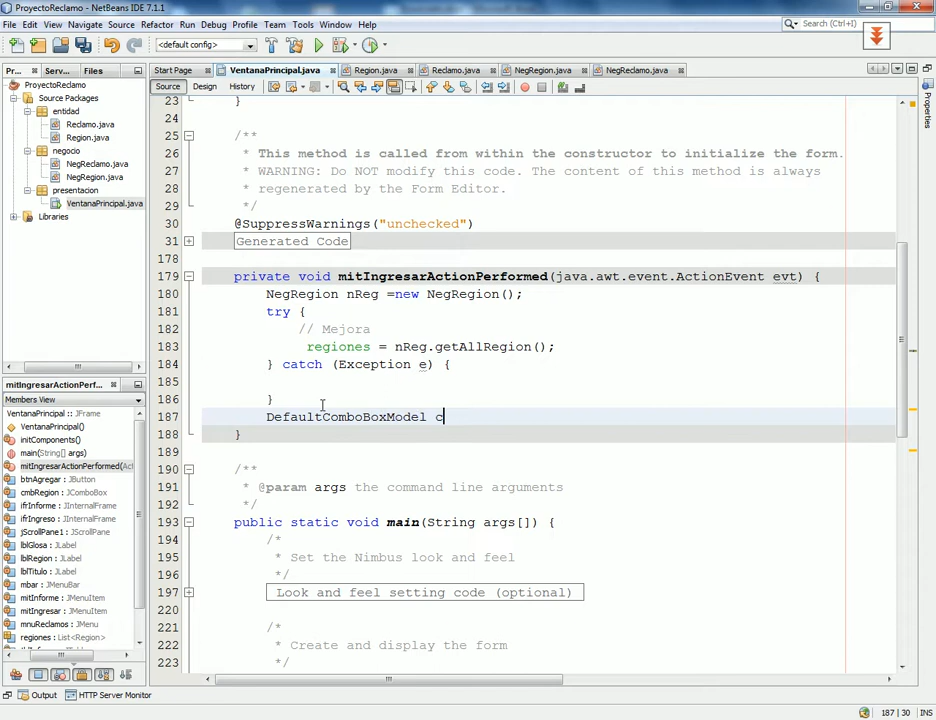 ProyectoReclamo - NetBeans IDE 7.1.1
File Edit View Navigate Source Refactor Run Debug Profile Team Tools Window Help
<default config> Search (Ctrl+I)
Pr... Serv... Files Start Page VentanaPrincipal.java Region.java Reclamo.java NegRegion.java NegReclamo.java
ProyectoReclamo
Source Packages
entidad
Reclamo.java
Region.java
negocio
NegReclamo.java
NegRegion.java
presentacion
VentanaPrincipal.java
Libraries
mitIngresarActionPerf...
Members View
VentanaPrincipal :: JFrame
VentanaPrincipal()
initComponents()
main(String[] args)
mitIngresarActionPerformed(Ac
btnAgregar : JButton
cmbRegion : JComboBox
ifrInforme : JInternalFrame
ifrIngreso : JInternalFrame
jScrollPane1 : JScrollPane
lblGlosa : JLabel
lblRegion : JLabel
lblTitulo : JLabel
mbar : JMenuBar
mitInforme : JMenuItem
mitIngresar : JMenuItem
mnuReclamos : JMenu
regiones : List<Region>
Source Design History
23 }
24
25 /**
26 * This method is called from within the constructor to initialize the form.
27 * WARNING: Do NOT modify this code. The content of this method is always
28 * regenerated by the Form Editor.
29 */
30 @SuppressWarnings("unchecked")
31 Generated Code
178
179 private void mitIngresarActionPerformed(java.awt.event.ActionEvent evt) {
180 NegRegion nReg =new NegRegion();
181 try {
182 // Mejora
183 regiones = nReg.getAllRegion();
184 } catch (Exception e) {
185
186 }
187 DefaultComboBoxModel c
188 }
189
190 /**
191 * @param args the command line arguments
192 */
193 public static void main(String args[]) {
194 /*
195 * Set the Nimbus look and feel
196 */
197 Look and feel setting code (optional)
220
221 /*
222 * Create and display the form
223 */
Properties
Output HTTP Server Monitor 187 | 30 INS